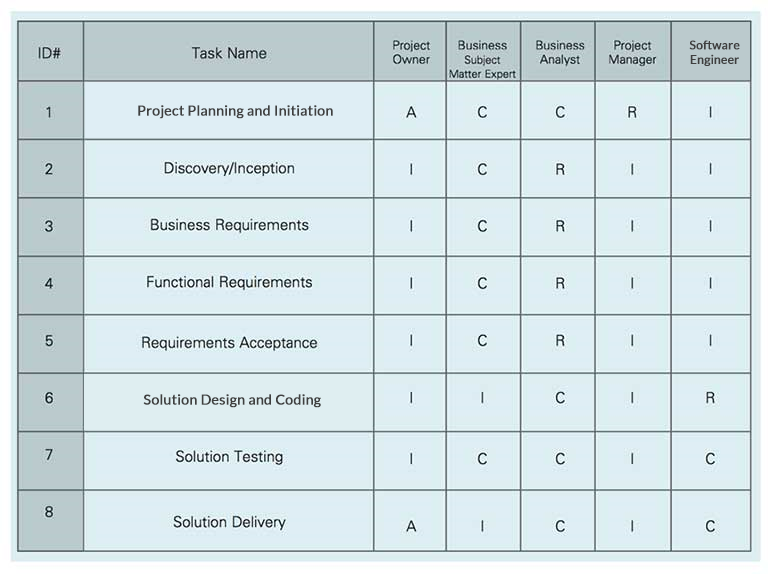 ID# Task Name Project Owner Business Subject Matter Expert Business Analyst Project Manager Software Engineer
1 Project Planning and Initiation A C C R I
2 Discovery/Inception I C R I I
3 Business Requirements I C R I I
4 Functional Requirements I C R I I
5 Requirements Acceptance I C R I I
6 Solution Design and Coding I I C I R
7 Solution Testing I C C I C
8 Solution Delivery A I C I C